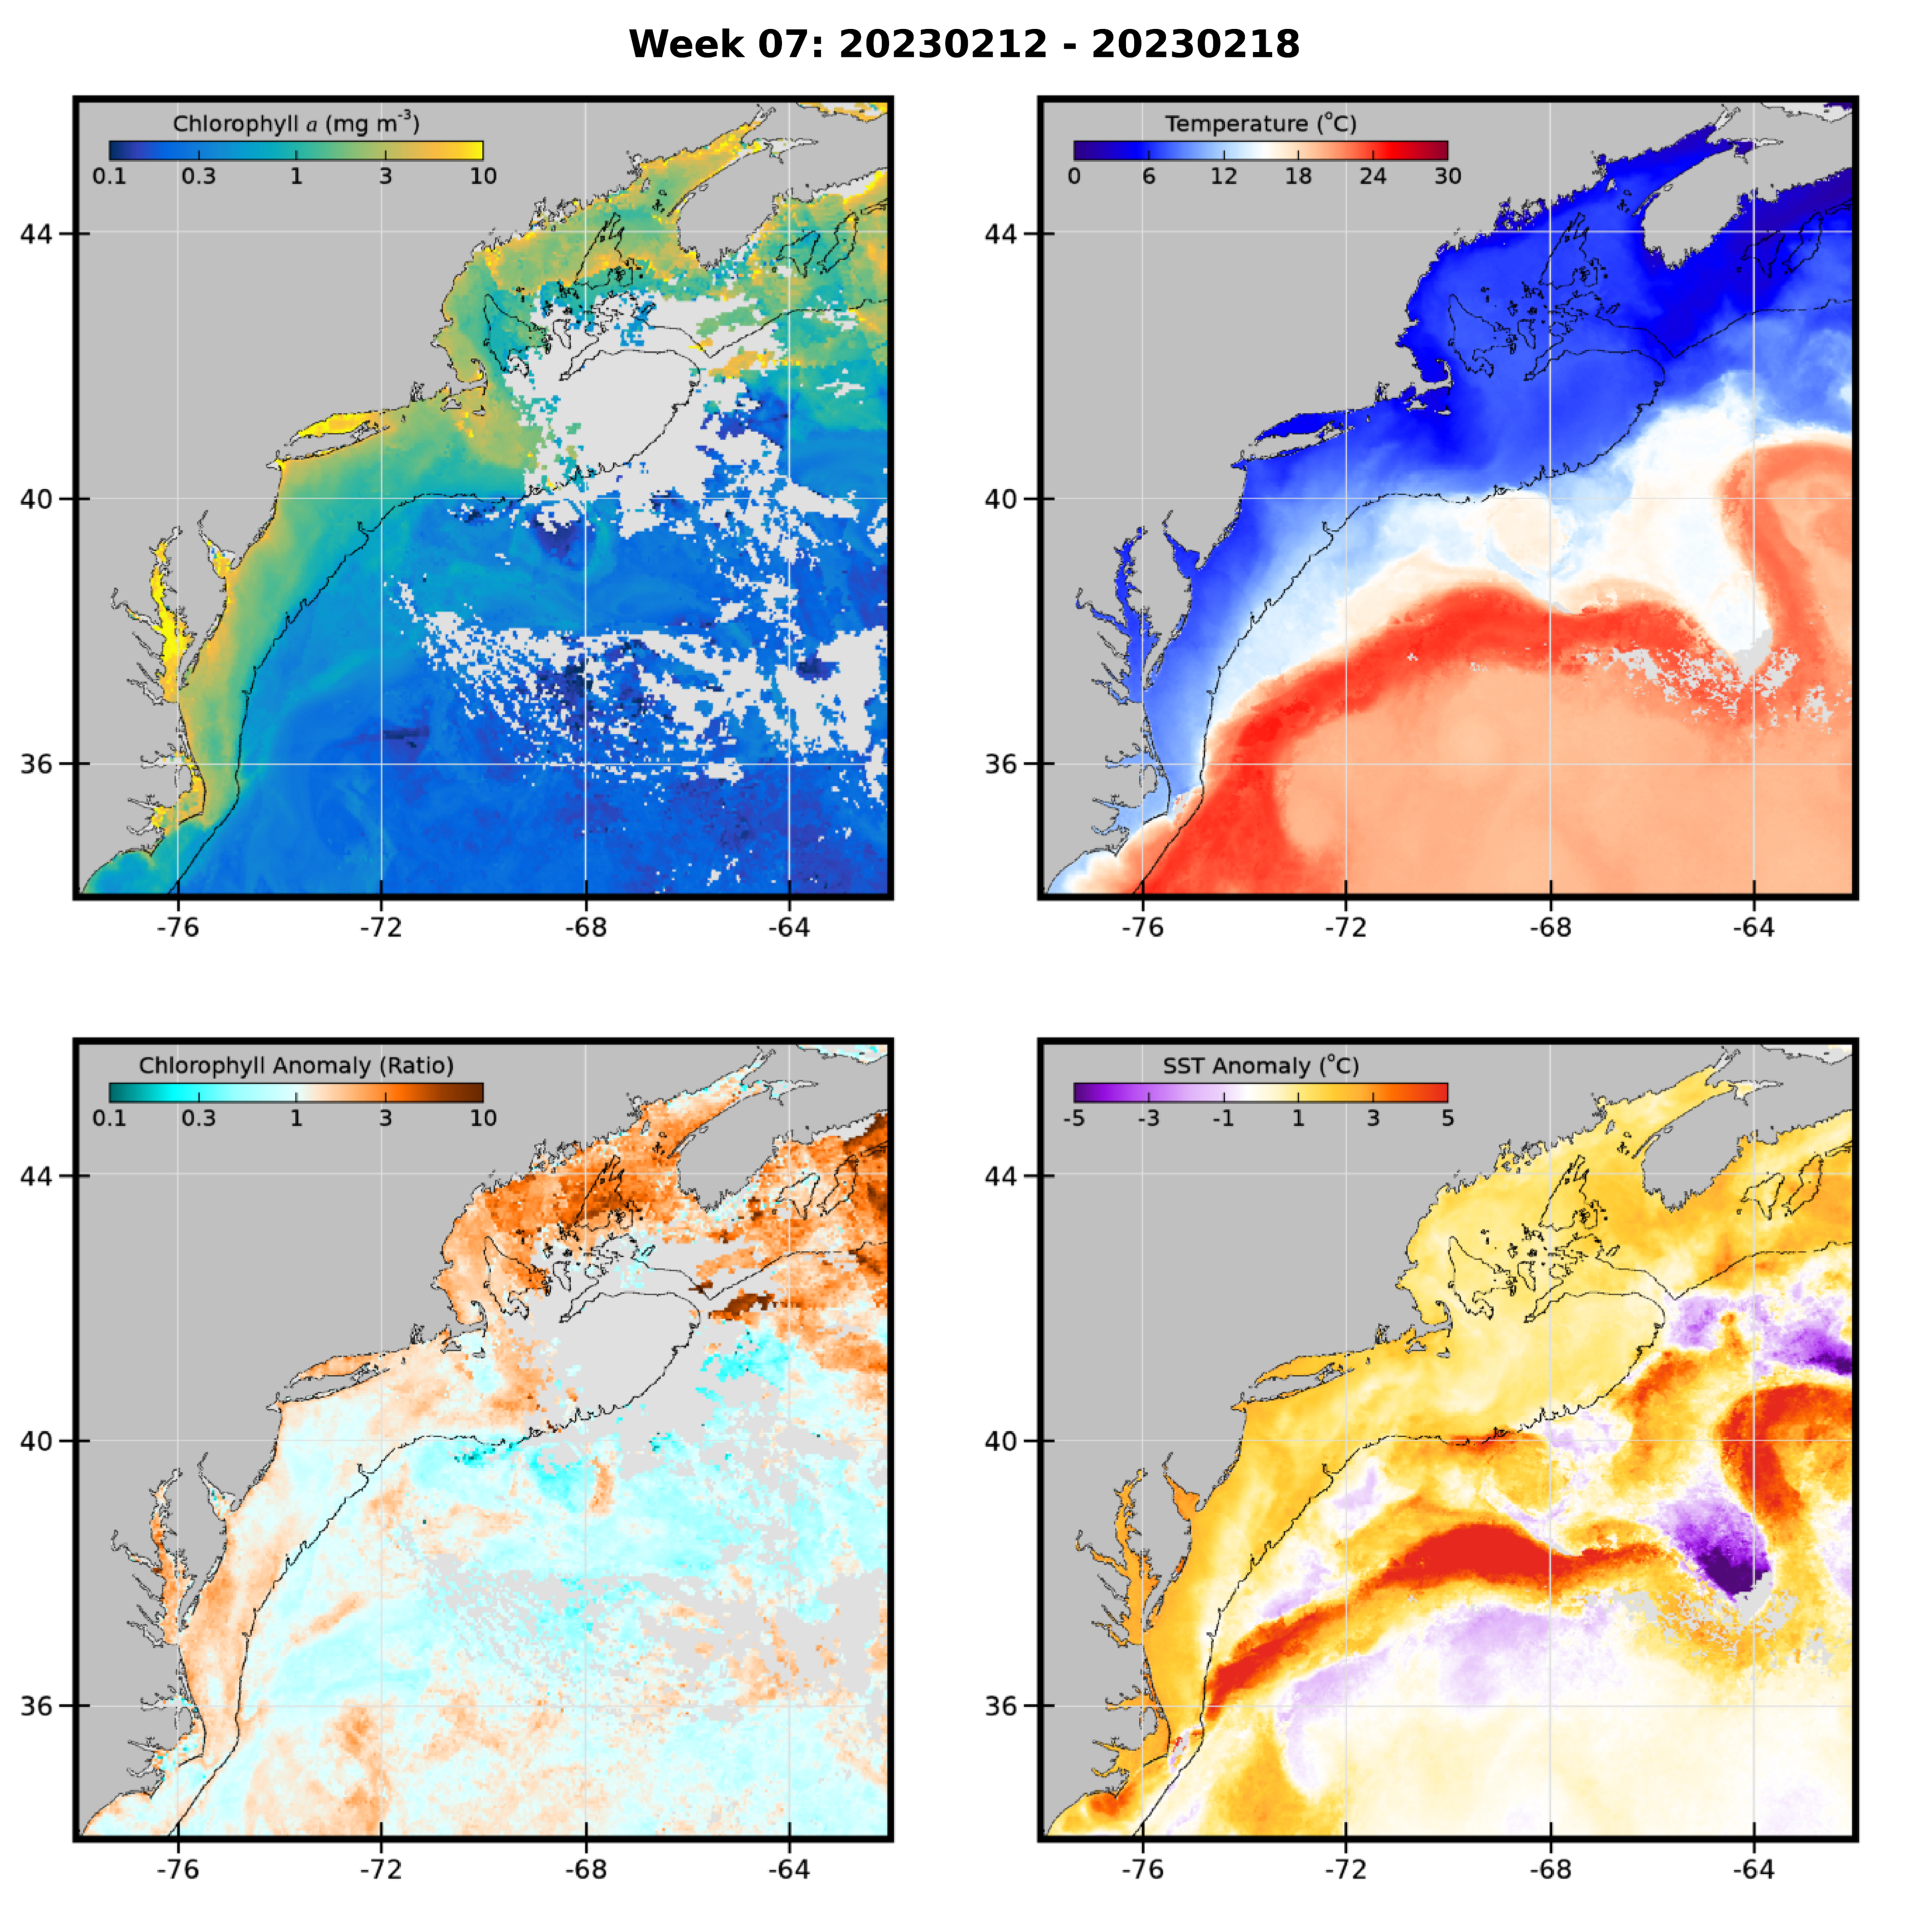 Week 07: 20230212 - 20230218
Chlorophyll a (mg m-3)
0.1 0.3 1 3 10
44
40
36
-76 -72 -68 -64
Temperature (°C)
0 6 12 18 24 30
44
40
36
-76 -72 -68 -64
Chlorophyll Anomaly (Ratio)
0.1 0.3 1 3 10
44
40
36
-76 -72 -68 -64
SST Anomaly (°C)
-5 -3 -1 1 3 5
44
40
36
-76 -72 -68 -64